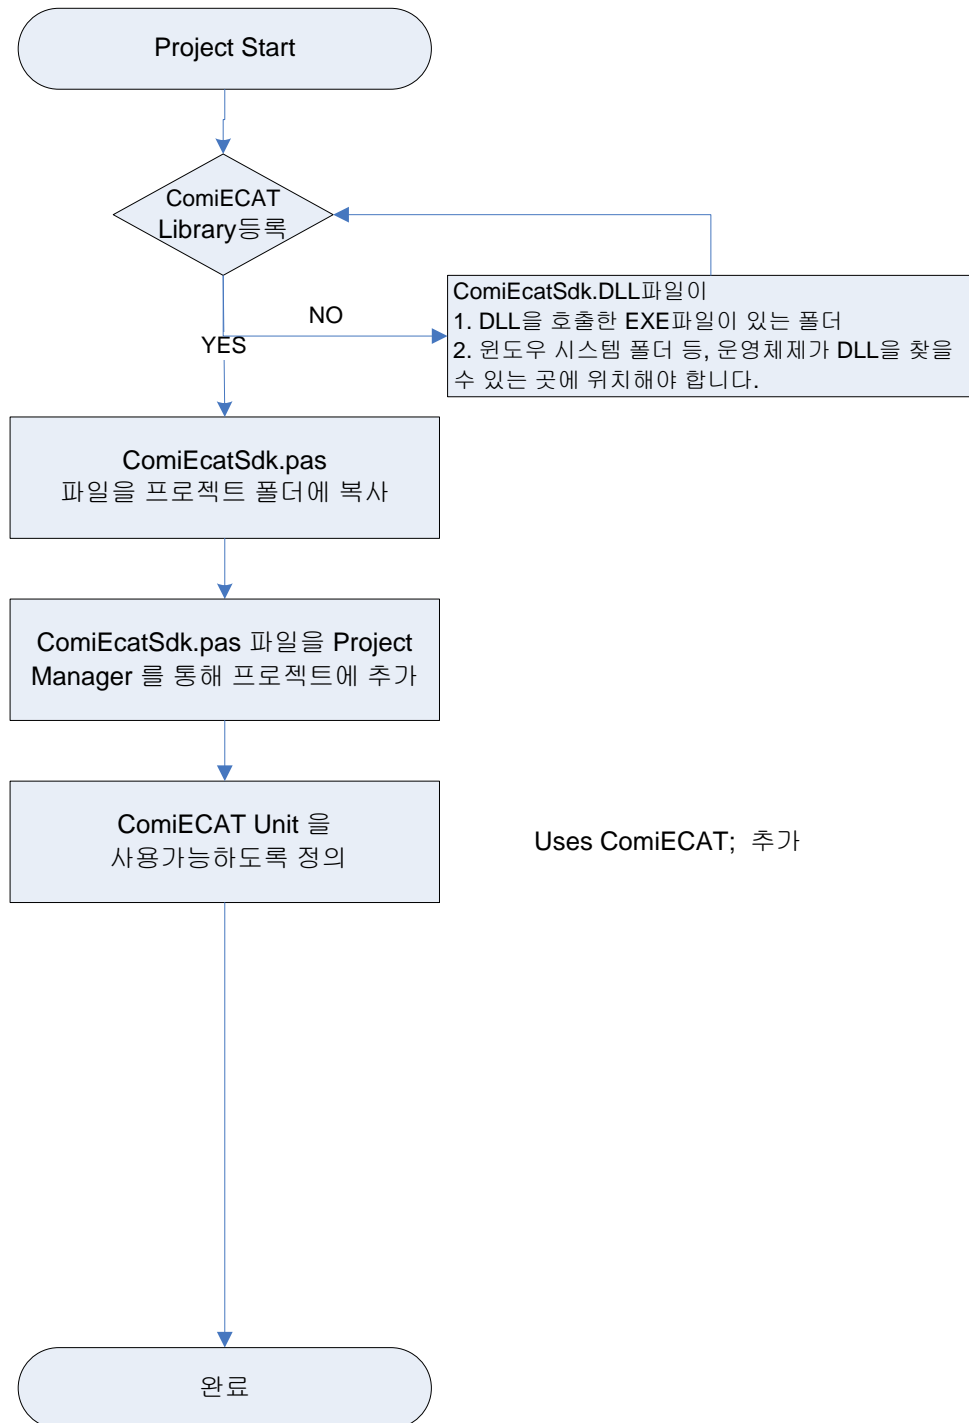 Project Start
ComiECAT
Library등록
NO
YES
ComiEcatSdk.DLL파일이
1. DLL을 호출한 EXE파일이 있는 폴더
2. 윈도우 시스템 폴더 등, 운영체제가 DLL을 찾을
수 있는 곳에 위치해야 합니다.
ComiEcatSdk.pas
파일을 프로젝트 폴더에 복사
ComiEcatSdk.pas 파일을 Project
Manager 를 통해 프로젝트에 추가
ComiECAT Unit 을
사용가능하도록 정의
Uses ComiECAT; 추가
완료